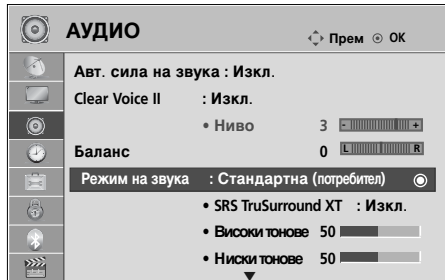 АУДИО
Прем OK
Авт. сила на звука : Изкл.
Clear Voice II : Изкл.
• Ниво 3 - +
Баланс 0 L R
Режим на звука : Стандартна (потребител)
• SRS TruSurround XT : Изкл.
• Високи тонове 50
• Ниски тонове 50